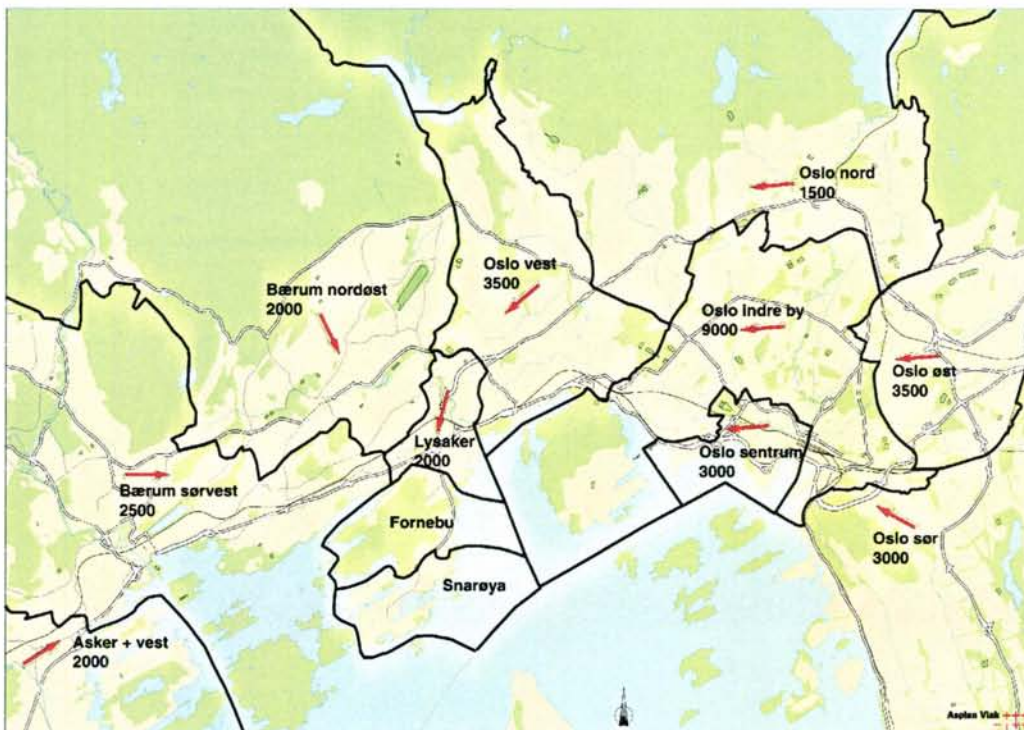 Oslo nord
1500
Oslo vest
3500
Bærum nordøst
2000
Oslo indre by
9000
Oslo øst
3500
Lysaker
2000
Oslo sentrum
3000
Bærum sørvest
2500
Fornebu
Oslo sør
3000
Snarøya
Asker + vest
2000
Asplan Viak